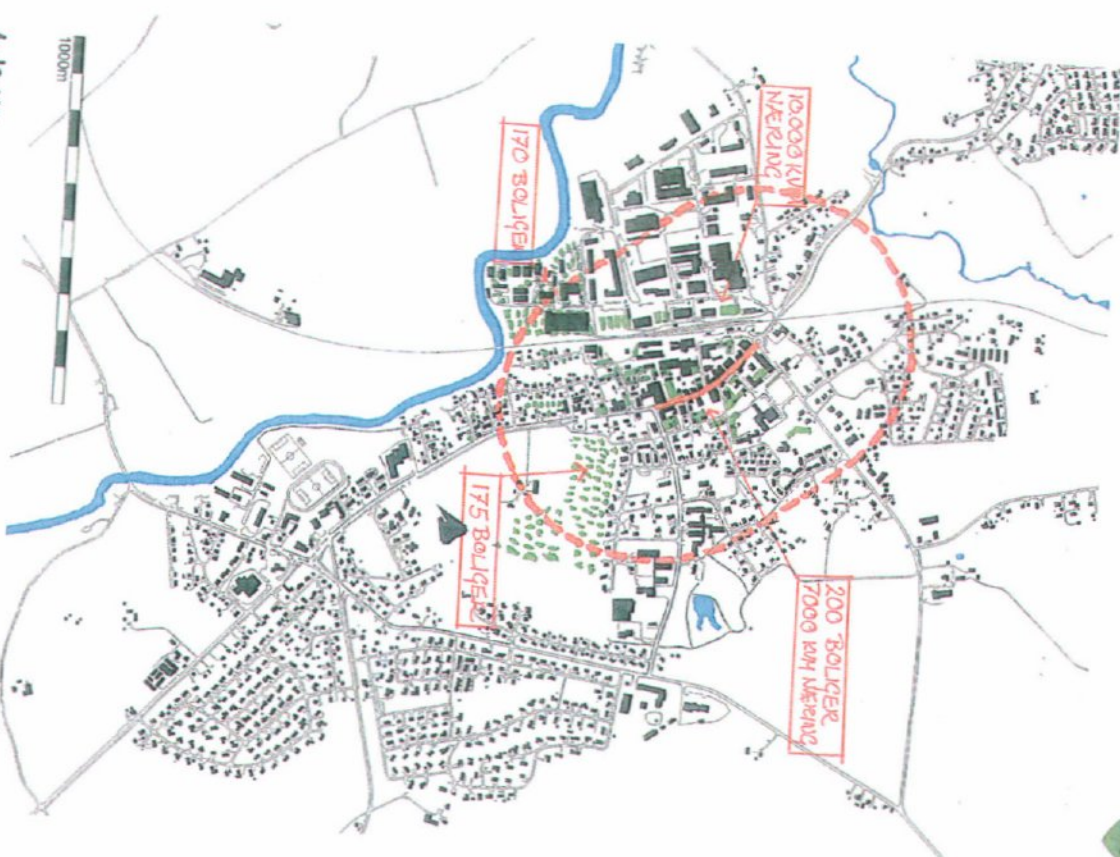 1000m
10.000 KVM
NÆRING
170 BOLIGER
175 BOLIGER
200 BOLIGER
7000 KVM NÆRING